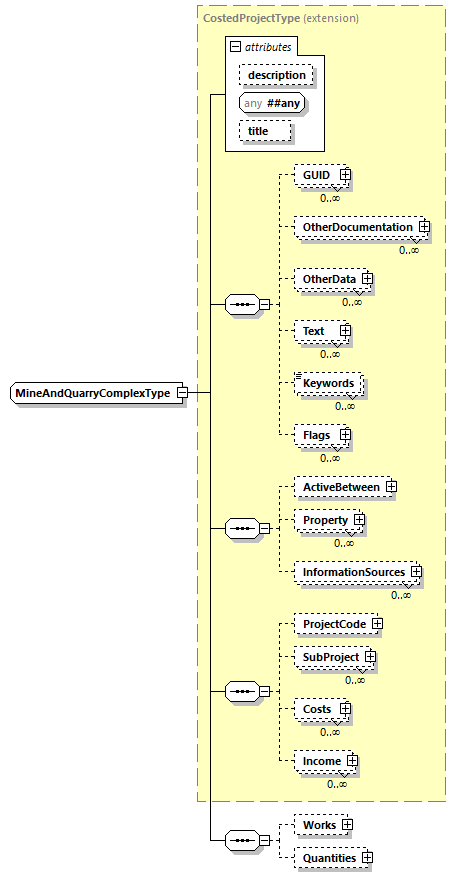 CostedProjectType (extension)
attributes
description
any ##any
title
GUID
0..∞
OtherDocumentation
0..∞
OtherData
0..∞
Text
0..∞
MineAndQuarryComplexType
Keywords
0..∞
Flags
0..∞
ActiveBetween
Property
0..∞
InformationSources
0..∞
ProjectCode
SubProject
0..∞
Costs
0..∞
Income
0..∞
Works
Quantities